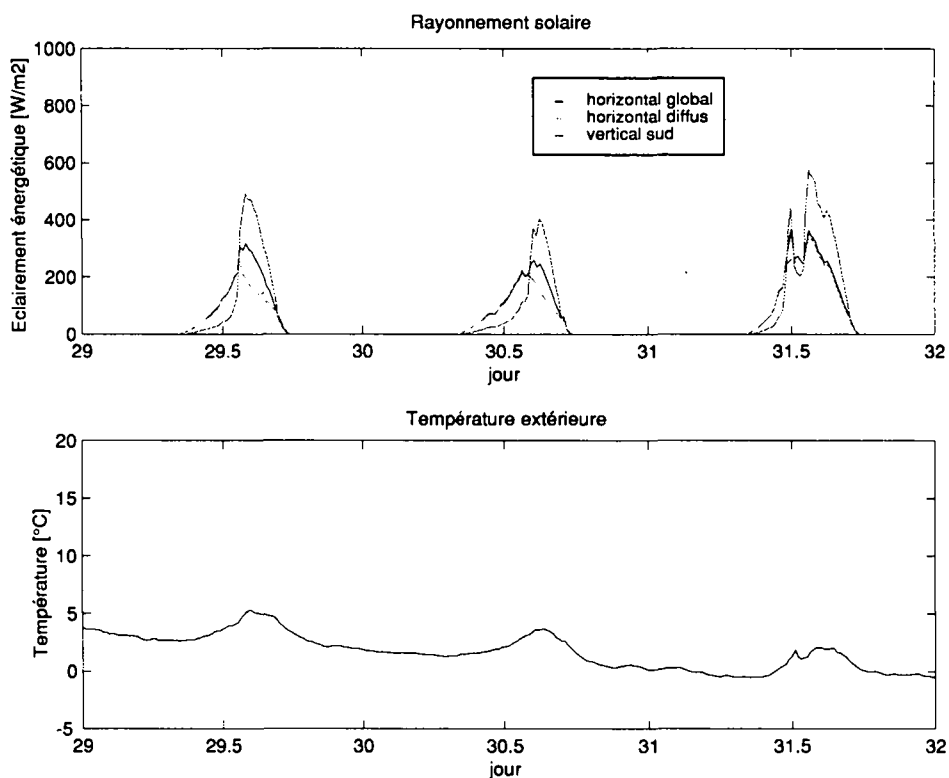 Rayonnement solaire
Eclairement énergétique [W/m2]
1000
800
600
400
200
0
horizontal global
horizontal diffus
vertical sud
29
29.5
30
30.5
31
31.5
32
jour
Température extérieure
Température [°C]
20
15
10
5
0
-5
29
29.5
30
30.5
31
31.5
32
jour